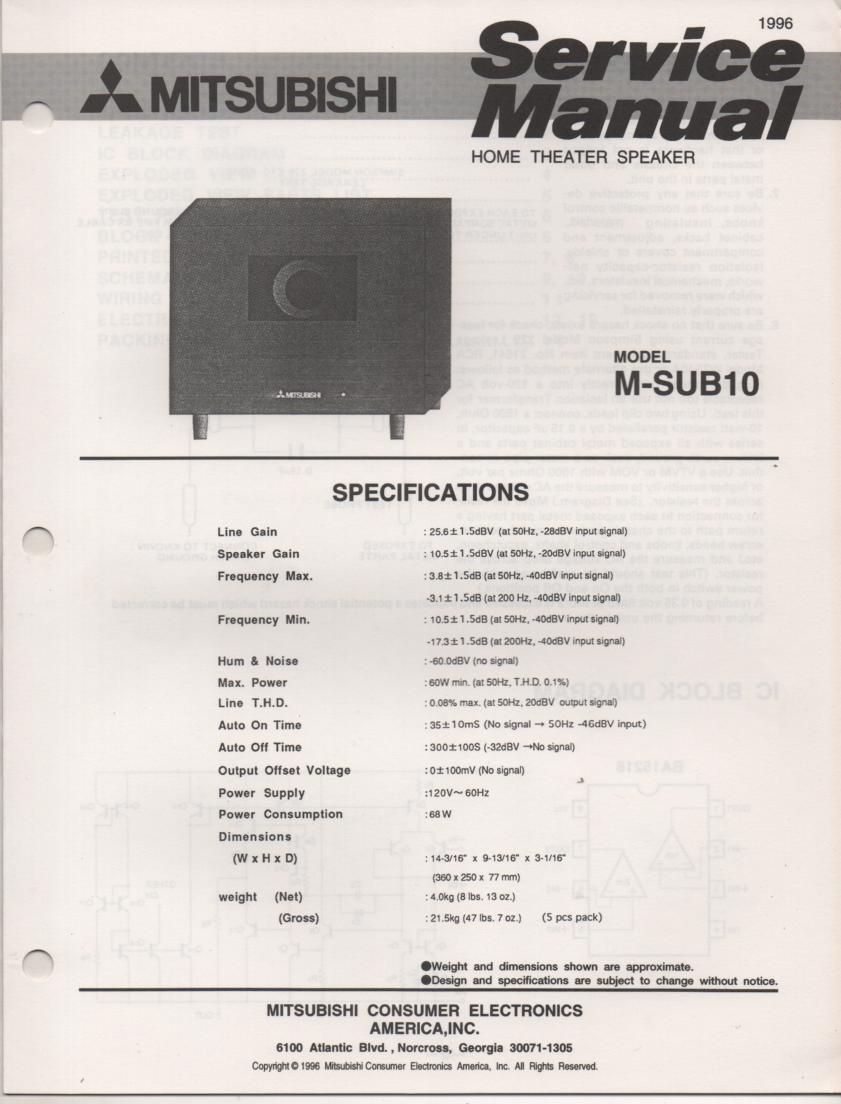 1996
Service
Manual
MITSUBISHI
HOME THEATER SPEAKER
MITSUBISHI
MODEL
M-SUB10
SPECIFICATIONS
Line Gain : 25.6±1.5dBV (at 50Hz, -28dBV input signal)
Speaker Gain : 10.5±1.5dBV (at 50Hz, -20dBV input signal)
Frequency Max. : 3.8±1.5dB (at 50Hz, -40dBV input signal)
-3.1±1.5dB (at 200 Hz, -40dBV input signal)
Frequency Min. : 10.5±1.5dB (at 50Hz, -40dBV input signal)
-17.3±1.5dB (at 200Hz, -40dBV input signal)
Hum & Noise : -60.0dBV (no signal)
Max. Power : 60W min. (at 50Hz, T.H.D. 0.1%)
Line T.H.D. : 0.08% max. (at 50Hz, 20dBV output signal)
Auto On Time : 35±10mS (No signal → 50Hz -46dBV input)
Auto Off Time : 300±100S (-32dBV →No signal)
Output Offset Voltage : 0±100mV (No signal)
Power Supply :120V~ 60Hz
Power Consumption :68W
Dimensions
(W x H x D) : 14-3/16" x 9-13/16" x 3-1/16"
(360 x 250 x 77 mm)
weight (Net) : 4.0kg (8 lbs. 13 oz.)
(Gross) : 21.5kg (47 lbs. 7 oz.) (5 pcs pack)
●Weight and dimensions shown are approximate.
●Design and specifications are subject to change without notice.
MITSUBISHI CONSUMER ELECTRONICS
AMERICA,INC.
6100 Atlantic Blvd. , Norcross, Georgia 30071-1305
Copyright © 1996 Mitsubishi Consumer Electronics America, Inc. All Rights Reserved.